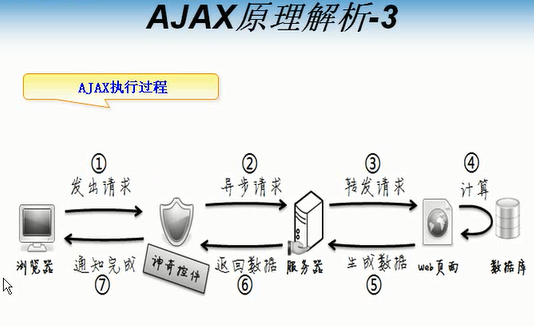 AJAX原理解析-3
AJAX执行过程
① ② ③ ④
发出请求 异步请求 转发请求 计算
浏览器 通知完成 神奇控件 返回数据 服务器 生成数据 web页面 数据库
⑦ ⑥ ⑤